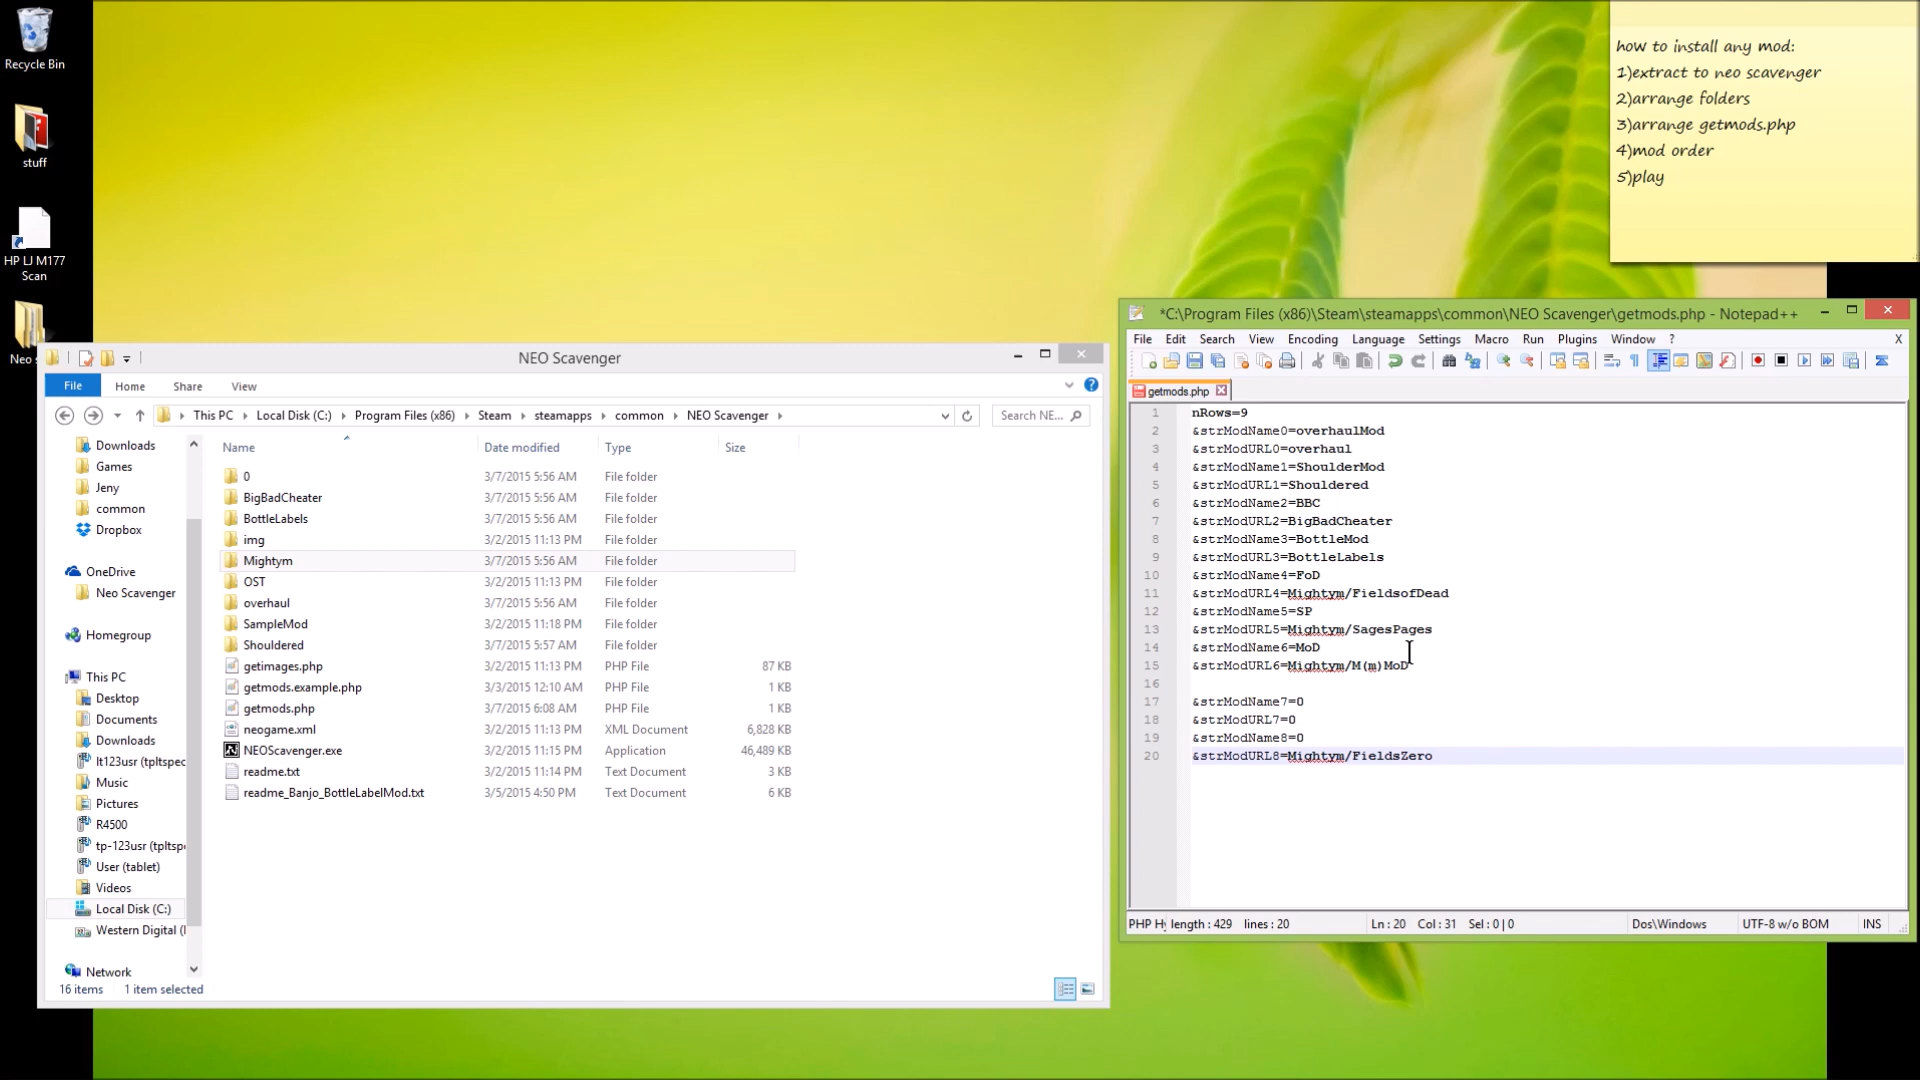 Recycle Bin
stuff
HP LJ M177
Scan
Neo s
how to install any mod:
1)extract to neo scavenger
2)arrange folders
3)arrange getmods.php
4)mod order
5)play
NEO Scavenger
File Home Share View
This PC Local Disk (C:) Program Files (x86) Steam steamapps common NEO Scavenger
Search NE...
Downloads
Games
Jeny
common
Dropbox
OneDrive
Neo Scavenger
Homegroup
This PC
Desktop
Documents
Downloads
lt123usr (tpltspec
Music
Pictures
R4500
tp-123usr (tpltsp
User (tablet)
Videos
Local Disk (C:)
Western Digital (
Network
Name Date modified Type Size
0 3/7/2015 5:56 AM File folder
BigBadCheater 3/7/2015 5:56 AM File folder
BottleLabels 3/7/2015 5:56 AM File folder
img 3/2/2015 11:13 PM File folder
Mightym 3/7/2015 5:56 AM File folder
OST 3/2/2015 11:13 PM File folder
overhaul 3/7/2015 5:56 AM File folder
SampleMod 3/2/2015 11:18 PM File folder
Shouldered 3/7/2015 5:57 AM File folder
getimages.php 3/2/2015 11:13 PM PHP File 87 KB
getmods.example.php 3/3/2015 12:10 AM PHP File 1 KB
getmods.php 3/7/2015 6:08 AM PHP File 1 KB
neogame.xml 3/2/2015 11:13 PM XML Document 6,828 KB
NEOScavenger.exe 3/2/2015 11:15 PM Application 46,489 KB
readme.txt 3/2/2015 11:14 PM Text Document 3 KB
readme_Banjo_BottleLabelMod.txt 3/5/2015 4:50 PM Text Document 6 KB
16 items 1 item selected
*C:\Program Files (x86)\Steam\steamapps\common\NEO Scavenger\getmods.php - Notepad++
File Edit Search View Encoding Language Settings Macro Run Plugins Window ? X
getmods.php
1 nRows=9
2 &strModName0=overhaulMod
3 &strModURL0=overhaul
4 &strModName1=ShoulderMod
5 &strModURL1=Shouldered
6 &strModName2=BBC
7 &strModURL2=BigBadCheater
8 &strModName3=BottleMod
9 &strModURL3=BottleLabels
10 &strModName4=FoD
11 &strModURL4=Mightym/FieldsofDead
12 &strModName5=SP
13 &strModURL5=Mightym/SagesPages
14 &strModName6=MoD
15 &strModURL6=Mightym/M(m)MoD
16
17 &strModName7=0
18 &strModURL7=0
19 &strModName8=0
20 &strModURL8=Mightym/FieldsZero
PHP Hy length : 429 lines : 20 Ln : 20 Col : 31 Sel : 0 | 0 Dos\Windows UTF-8 w/o BOM INS